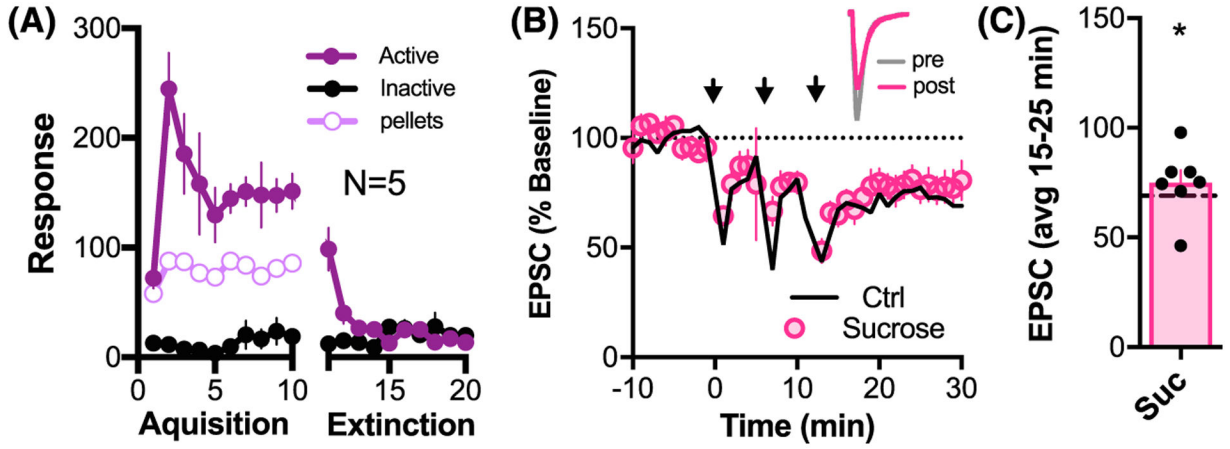 (A)
300
200
100
0
Response
Active
Inactive
pellets
N=5
0
5
10
15
20
Aquisition
Extinction
(B)
150
100
50
0
EPSC (% Baseline)
pre
post
Ctrl
Sucrose
-10
0
10
20
30
Time (min)
(C)
150
100
50
0
EPSC (avg 15-25 min)
*
Suc